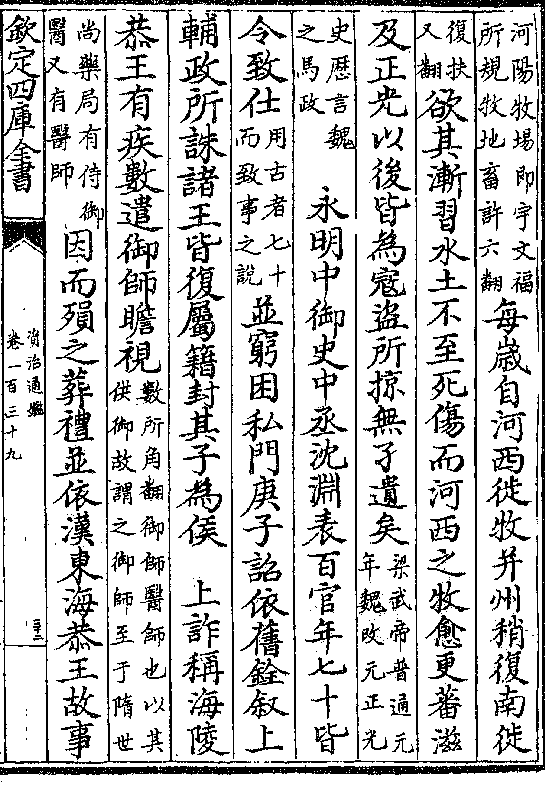 河陽牧場即宇文福
所規牧地畜許六翻
每歲自河西徙牧并州稍復南徙
復扶
又翻
欲其漸習水土不至死傷而河西之牧愈更蕃滋
及正光以後皆為寇盜所掠無孑遺矣
梁武帝普通元
年魏改元正光
史歴言魏
之馬政
永明中御史中丞沈淵表百官年七十皆
令致仕
用古者七十
而致事之說
並窮困私門庚子詔依舊銓叙上
輔政所誅諸王皆復屬籍封其子為侯
上詐稱海陵
恭王有疾數遣御師瞻視
數所角翻御師醫師也以其
供御故謂之御師至于隋世
尚藥局有侍御
醫又有醫師
因而殞之葬禮並依漢東海恭王故事
欽定四庫全書
資治通鑑
卷一百三十九
二十三